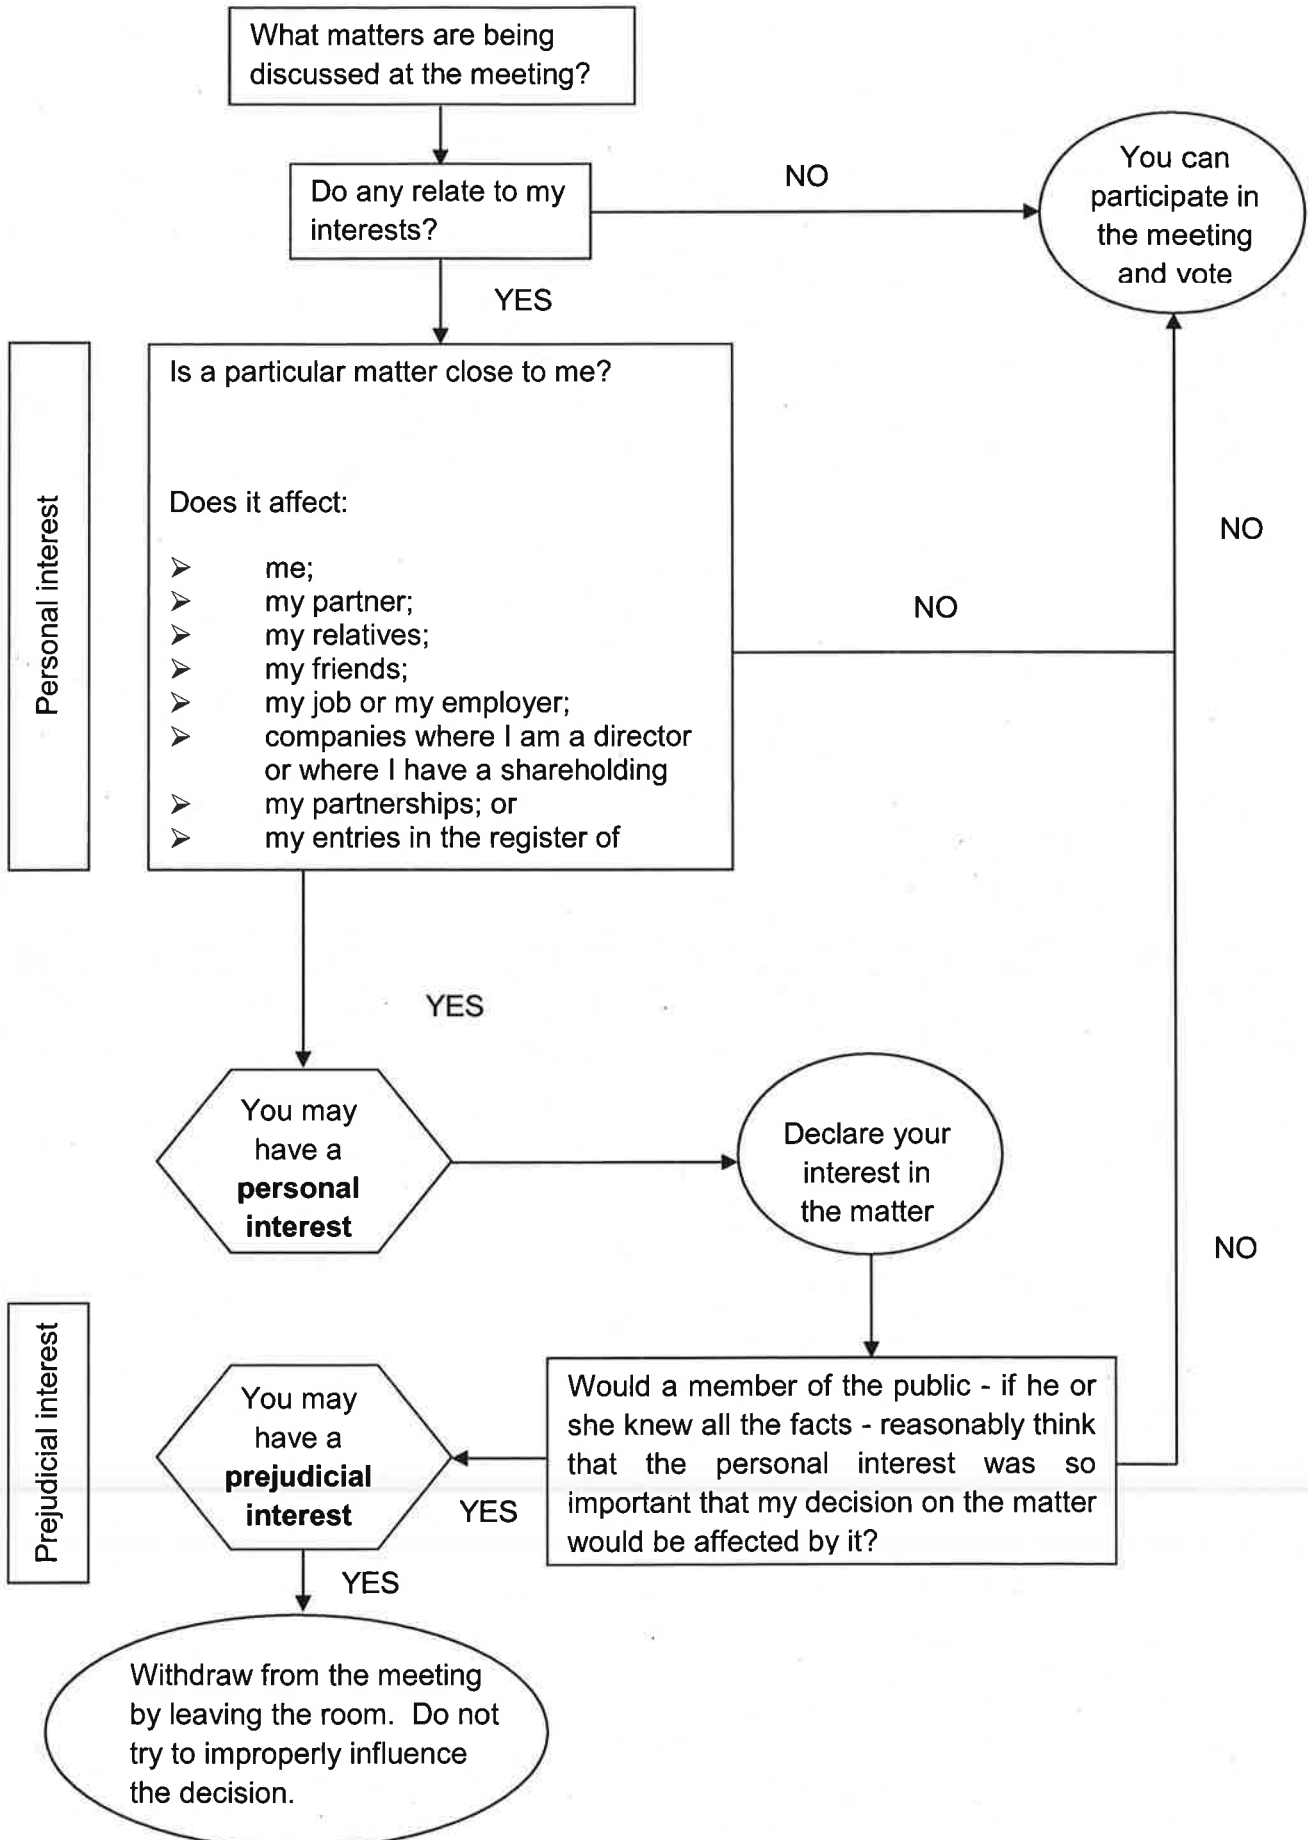 What matters are being
discussed at the meeting?
Do any relate to my
interests?
NO
You can
participate in
the meeting
and vote
YES
Personal interest
Is a particular matter close to me?
Does it affect:
➢ me;
➢ my partner;
➢ my relatives;
➢ my friends;
➢ my job or my employer;
➢ companies where I am a director
or where I have a shareholding
➢ my partnerships; or
➢ my entries in the register of
NO
NO
YES
You may
have a
personal
interest
Declare your
interest in
the matter
NO
Prejudicial interest
You may
have a
prejudicial
interest
YES
Would a member of the public - if he or
she knew all the facts - reasonably think
that the personal interest was so
important that my decision on the matter
would be affected by it?
YES
Withdraw from the meeting
by leaving the room. Do not
try to improperly influence
the decision.